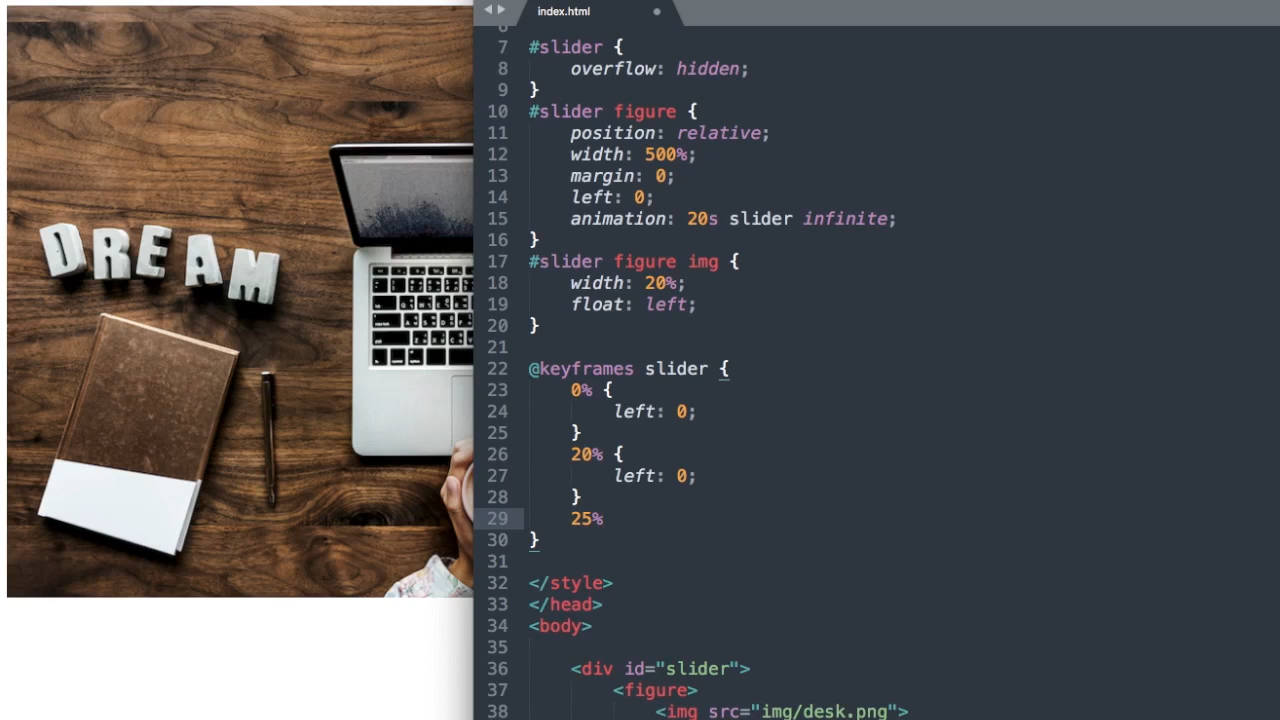 index.html
DREAM
6
7 #slider {
8 overflow: hidden;
9 }
10 #slider figure {
11 position: relative;
12 width: 500%;
13 margin: 0;
14 left: 0;
15 animation: 20s slider infinite;
16 }
17 #slider figure img {
18 width: 20%;
19 float: left;
20 }
21
22 @keyframes slider {
23 0% {
24 left: 0;
25 }
26 20% {
27 left: 0;
28 }
29 25%
30 }
31
32 </style>
33 </head>
34 <body>
35
36 <div id="slider">
37 <figure>
38 <img src="img/desk.png">